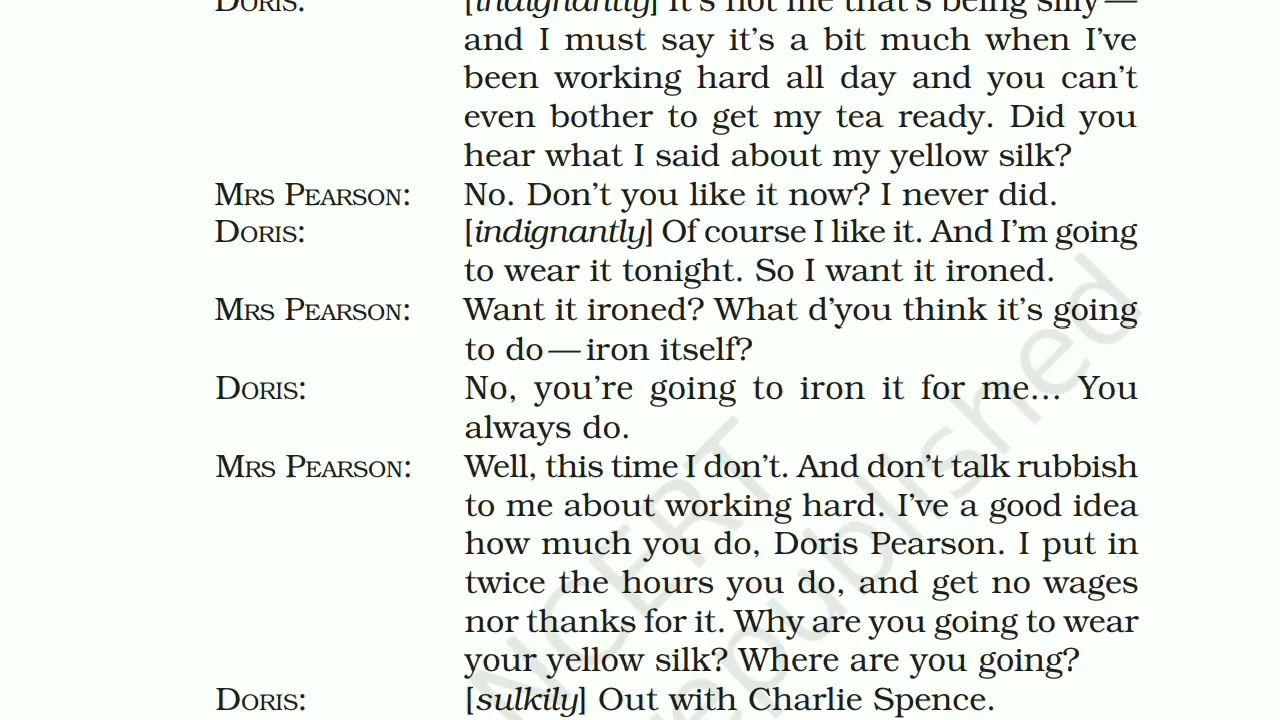 DORIS: [indignantly] It's not me that's being silly—
and I must say it's a bit much when I've
been working hard all day and you can't
even bother to get my tea ready. Did you
hear what I said about my yellow silk?
MRS PEARSON: No. Don't you like it now? I never did.
DORIS: [indignantly] Of course I like it. And I'm going
to wear it tonight. So I want it ironed.
MRS PEARSON: Want it ironed? What d'you think it's going
to do—iron itself?
DORIS: No, you're going to iron it for me... You
always do.
MRS PEARSON: Well, this time I don't. And don't talk rubbish
to me about working hard. I've a good idea
how much you do, Doris Pearson. I put in
twice the hours you do, and get no wages
nor thanks for it. Why are you going to wear
your yellow silk? Where are you going?
DORIS: [sulkily] Out with Charlie Spence.
NCERT
republished